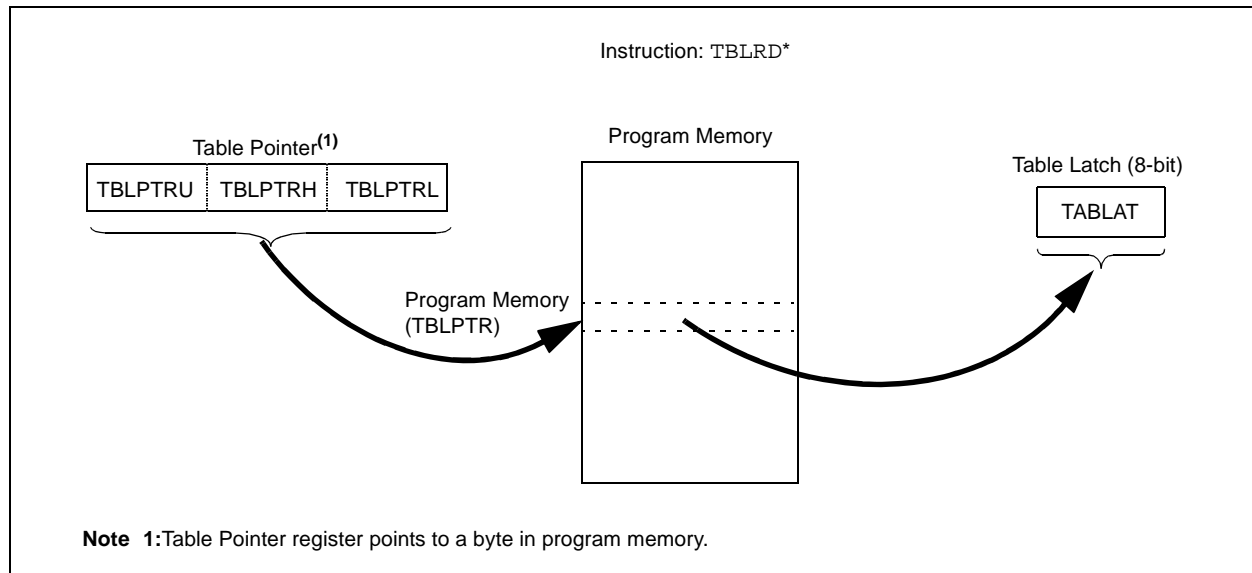 Instruction: TBLRD*
Table Pointer(1)
TBLPTRU TBLPTRH TBLPTRL
Program Memory
Table Latch (8-bit)
TABLAT
Program Memory
(TBLPTR)
Note 1:Table Pointer register points to a byte in program memory.